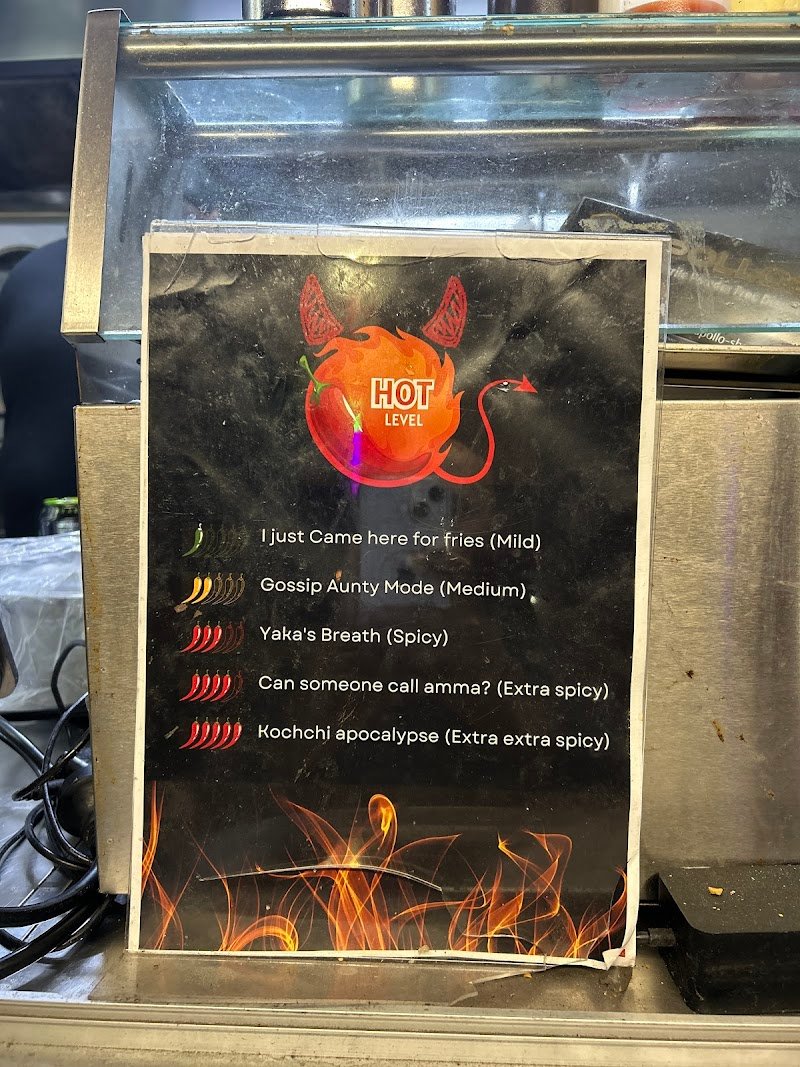 HOT
LEVEL
I just Came here for fries (Mild)
Gossip Aunty Mode (Medium)
Yaka's Breath (Spicy)
Can someone call amma? (Extra spicy)
Kochchi apocalypse (Extra extra spicy)